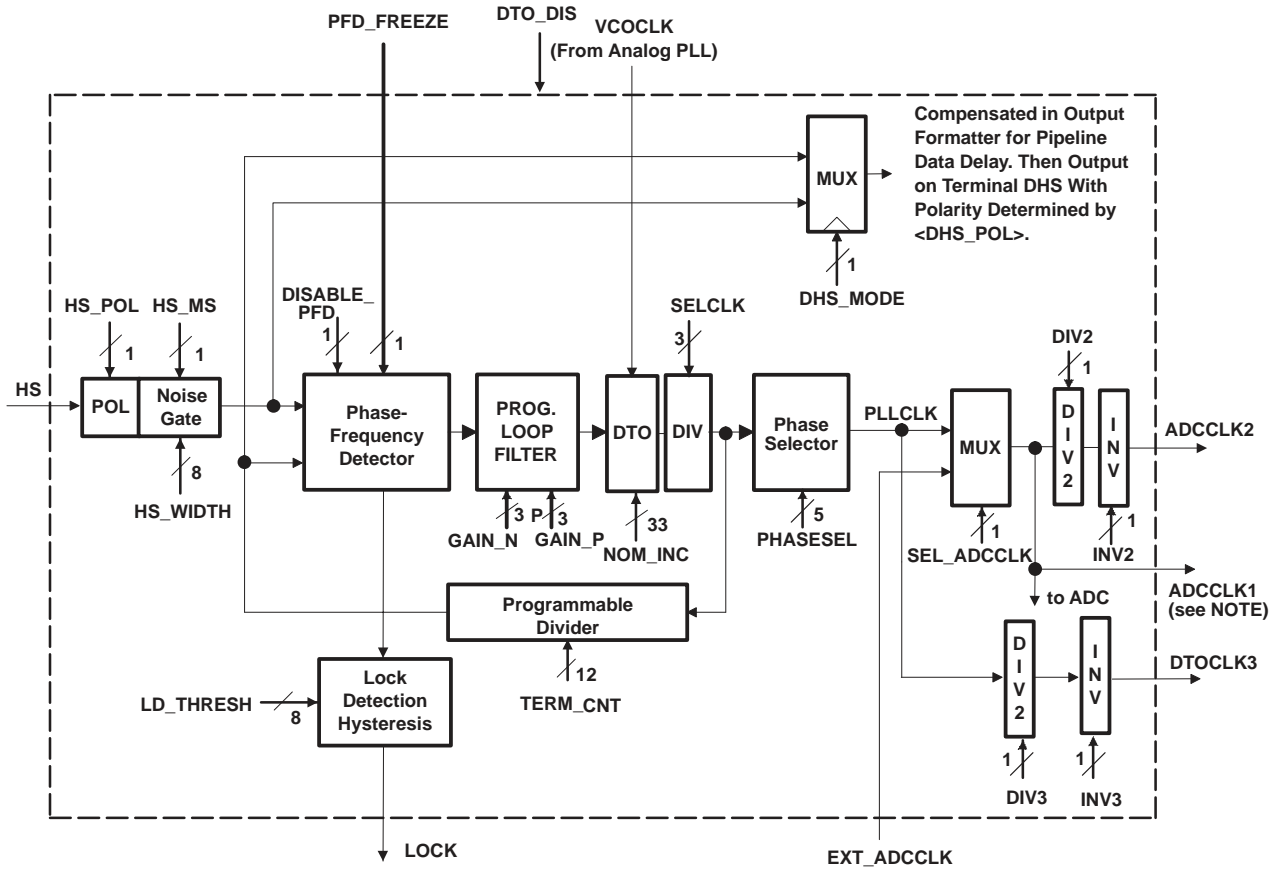 PFD_FREEZE
DTO_DIS
VCOCLK
(From Analog PLL)
Compensated in Output
Formatter for Pipeline
Data Delay. Then Output
on Terminal DHS With
Polarity Determined by
<DHS_POL>.
MUX
1
DHS_MODE
HS_POL
HS_MS
1
1
DISABLE_
PFD
1
1
SELCLK
3
DIV2
1
HS
POL
Noise
Gate
8
HS_WIDTH
Phase-
Frequency
Detector
PROG.
LOOP
FILTER
3
P
3
GAIN_N
GAIN_P
DTO
DIV
33
NOM_INC
Phase
Selector
5
PHASESEL
PLLCLK
MUX
1
SEL_ADCCLK
D
I
V
2
I
N
V
1
INV2
ADCCLK2
ADCCLK1
(see NOTE)
to ADC
Programmable
Divider
12
TERM_CNT
Lock
Detection
Hysteresis
LD_THRESH
8
D
I
V
2
I
N
V
DTOCLK3
1
DIV3
1
INV3
LOCK
EXT_ADCCLK